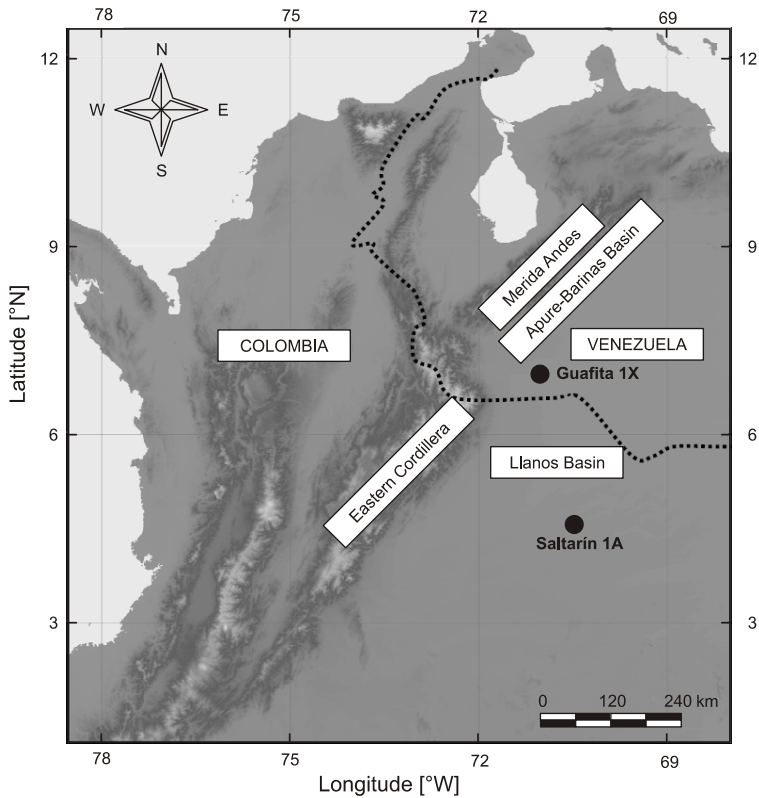 78 75 72 69
12 12
N
W E
S
9 9
Merida Andes
Apure-Barinas Basin
COLOMBIA
VENEZUELA
Guafita 1X
Latitude [°N]
6 6
Eastern Cordillera
Llanos Basin
Saltarín 1A
3 3
0 120 240 km
78 75 72 69
Longitude [°W]